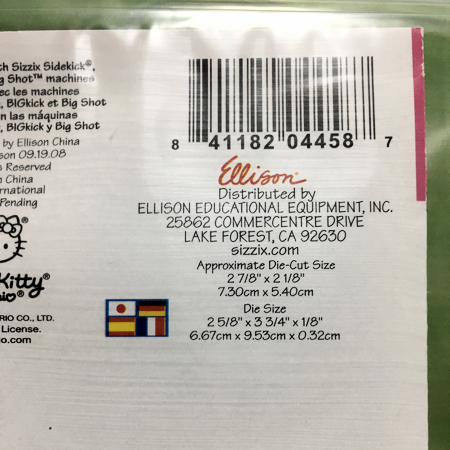 th Sizzix Sidekick®,
g Shot™ machines
ec les machines
, BIGkick et Big Shot
n las máquinas
, BIGkick y Big Shot
by Ellison China
son 09.19.08
s Reserved
China
rnational
Pending
Kitty®
RIO CO., LTD.
License.
o.com
8 41182 04458 7
Ellison®
Distributed by
ELLISON EDUCATIONAL EQUIPMENT, INC.
25862 COMMERCENTRE DRIVE
LAKE FOREST, CA 92630
sizzix.com
Approximate Die-Cut Size
2 7/8" x 2 1/8"
7.30cm x 5.40cm
Die Size
2 5/8" x 3 3/4" x 1/8"
6.67cm x 9.53cm x 0.32cm